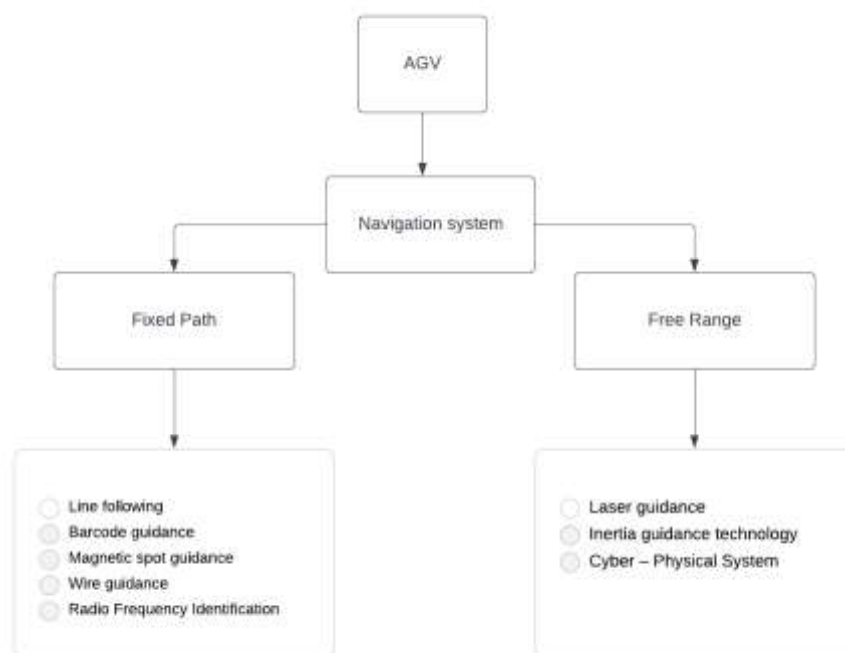 AGV
Navigation system
Fixed Path
Free Range
Line following
Barcode guidance
Magnetic spot guidance
Wire guidance
Radio Frequency Identification
Laser guidance
Inertia guidance technology
Cyber – Physical System